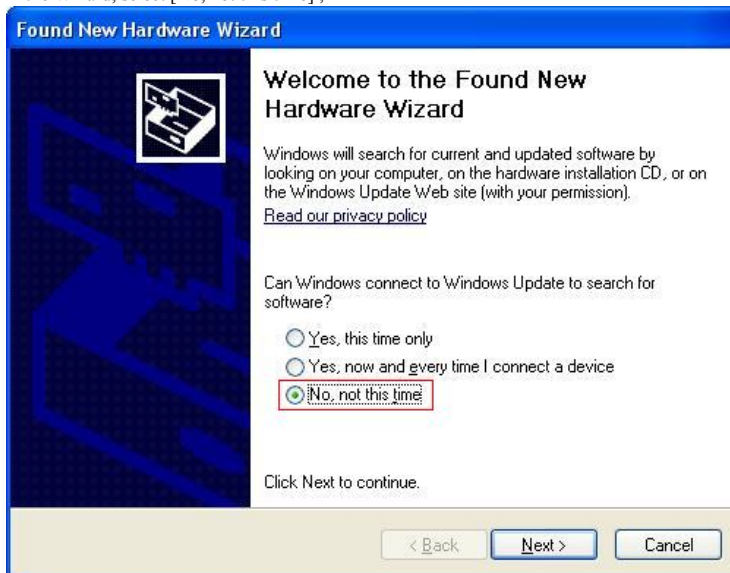 Found New Hardware Wizard
Welcome to the Found New
Hardware Wizard
Windows will search for current and updated software by
looking on your computer, on the hardware installation CD, or on
the Windows Update Web site (with your permission).
Read our privacy policy
Can Windows connect to Windows Update to search for
software?
Yes, this time only
Yes, now and every time I connect a device
No, not this time
Click Next to continue.
< Back
Next >
Cancel